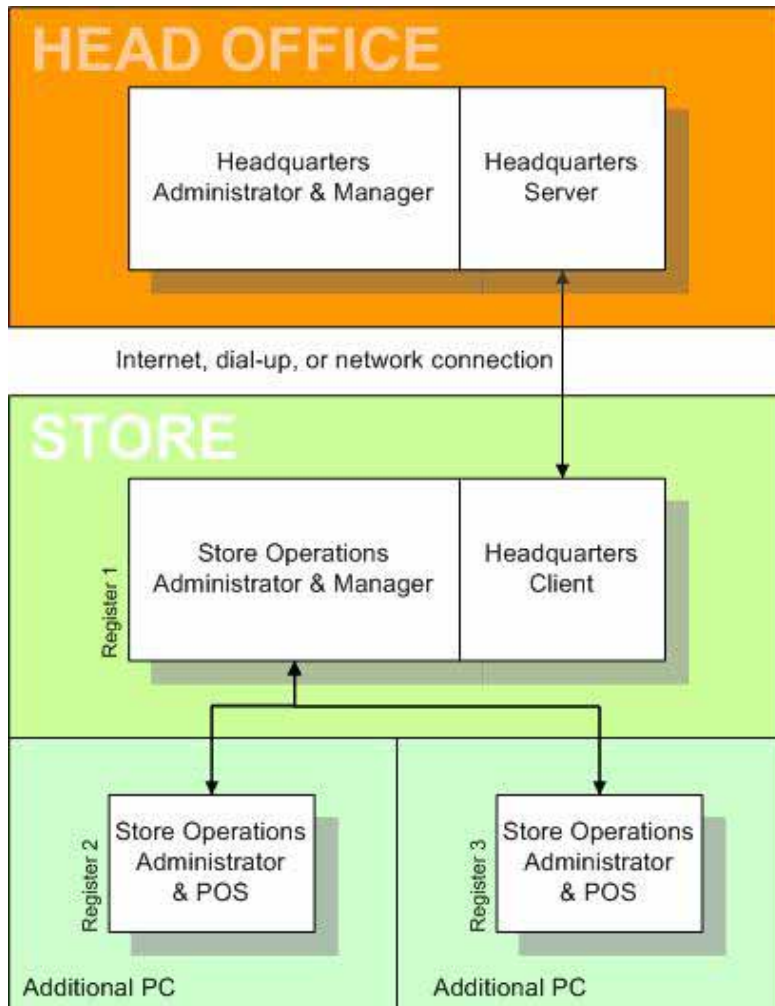 HEAD OFFICE
Headquarters
Administrator & Manager
Headquarters
Server
Internet, dial-up, or network connection
STORE
Register 1
Store Operations
Administrator & Manager
Headquarters
Client
Register 2
Store Operations
Administrator
& POS
Additional PC
Register 3
Store Operations
Administrator
& POS
Additional PC